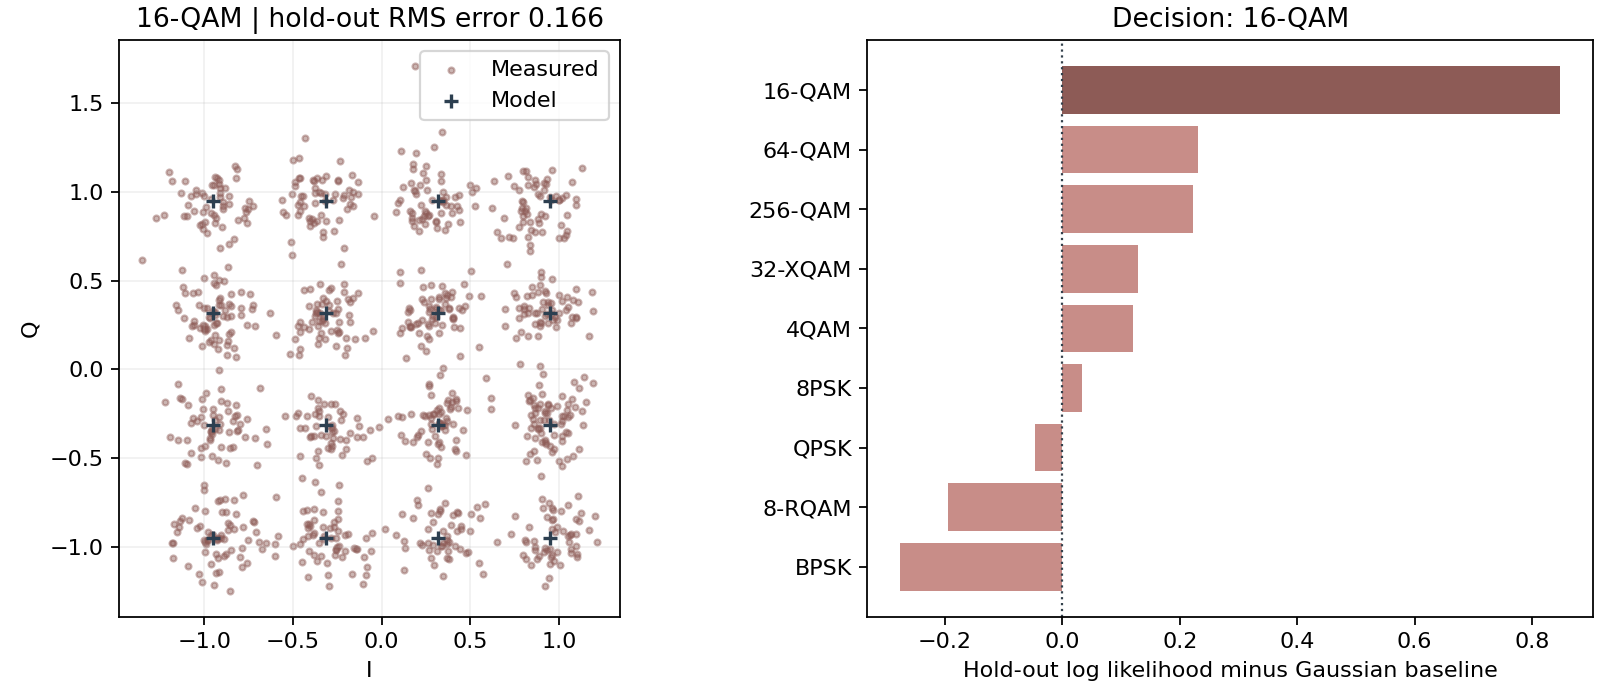 16-QAM | hold-out RMS error 0.166
Measured
Model
1.5
1.0
0.5
0.0
−0.5
−1.0
Q
−1.0
−0.5
0.0
0.5
1.0
I
Decision: 16-QAM
16-QAM
64-QAM
256-QAM
32-XQAM
4QAM
8PSK
QPSK
8-RQAM
BPSK
−0.2
0.0
0.2
0.4
0.6
0.8
Hold-out log likelihood minus Gaussian baseline